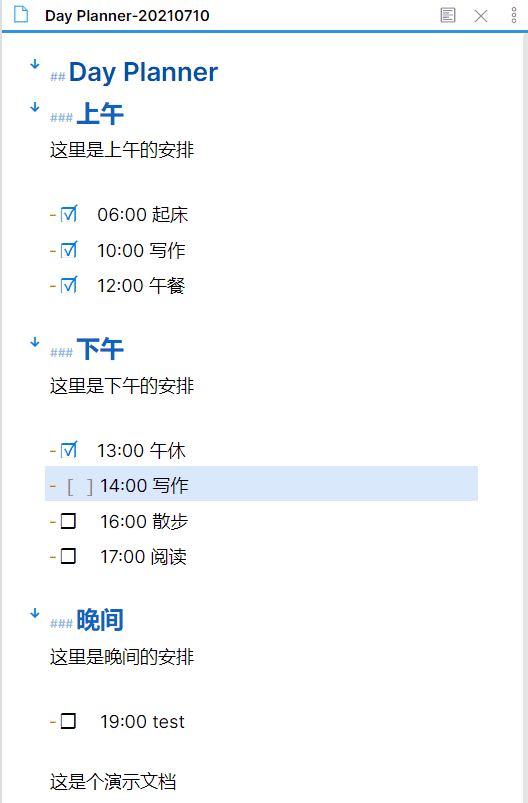 Day Planner-20210710
## Day Planner
### 上午
这里是上午的安排
- ☑ 06:00 起床
- ☑ 10:00 写作
- ☑ 12:00 午餐
### 下午
这里是下午的安排
- ☑ 13:00 午休
- [ ] 14:00 写作
- ☐ 16:00 散步
- ☐ 17:00 阅读
### 晚间
这里是晚间的安排
- ☐ 19:00 test
这是个演示文档